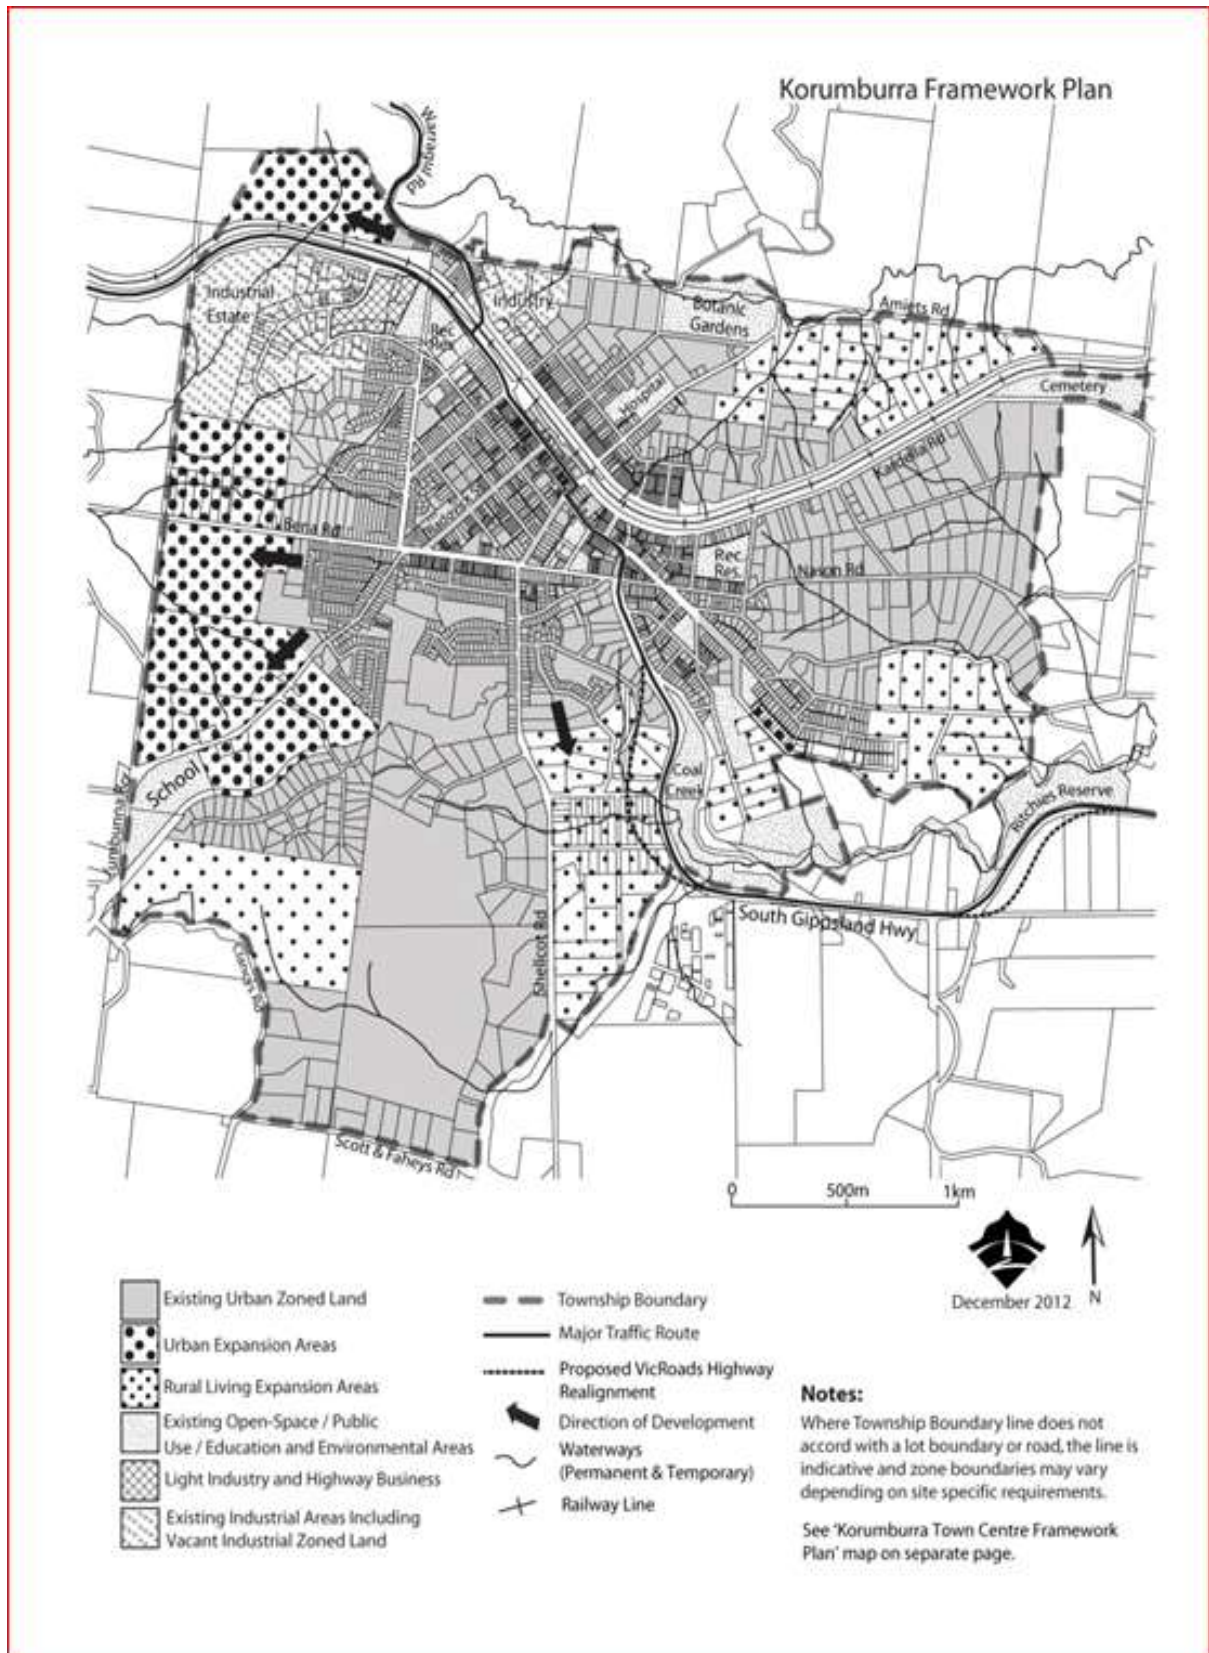 Korumburra Framework Plan
Warragul Rd
Industrial
Estate
Industry
Rec
Res
Botanic
Gardens
Amiets Rd
Hospital
Cemetery
Korumburra Rd
Bena Rd
Rec.
Res.
Nason Rd
School
Coal
Creek
Ritchies Reserve
South Gippsland Hwy
Shellcot Rd
Scott & Faheys Rd
0 500m 1km
December 2012 N
Existing Urban Zoned Land
Urban Expansion Areas
Rural Living Expansion Areas
Existing Open-Space / Public
Use / Education and Environmental Areas
Light Industry and Highway Business
Existing Industrial Areas Including
Vacant Industrial Zoned Land
Township Boundary
Major Traffic Route
Proposed VicRoads Highway
Realignment
Direction of Development
Waterways
(Permanent & Temporary)
Railway Line
Notes:
Where Township Boundary line does not
accord with a lot boundary or road, the line is
indicative and zone boundaries may vary
depending on site specific requirements.
See 'Korumburra Town Centre Framework
Plan' map on separate page.